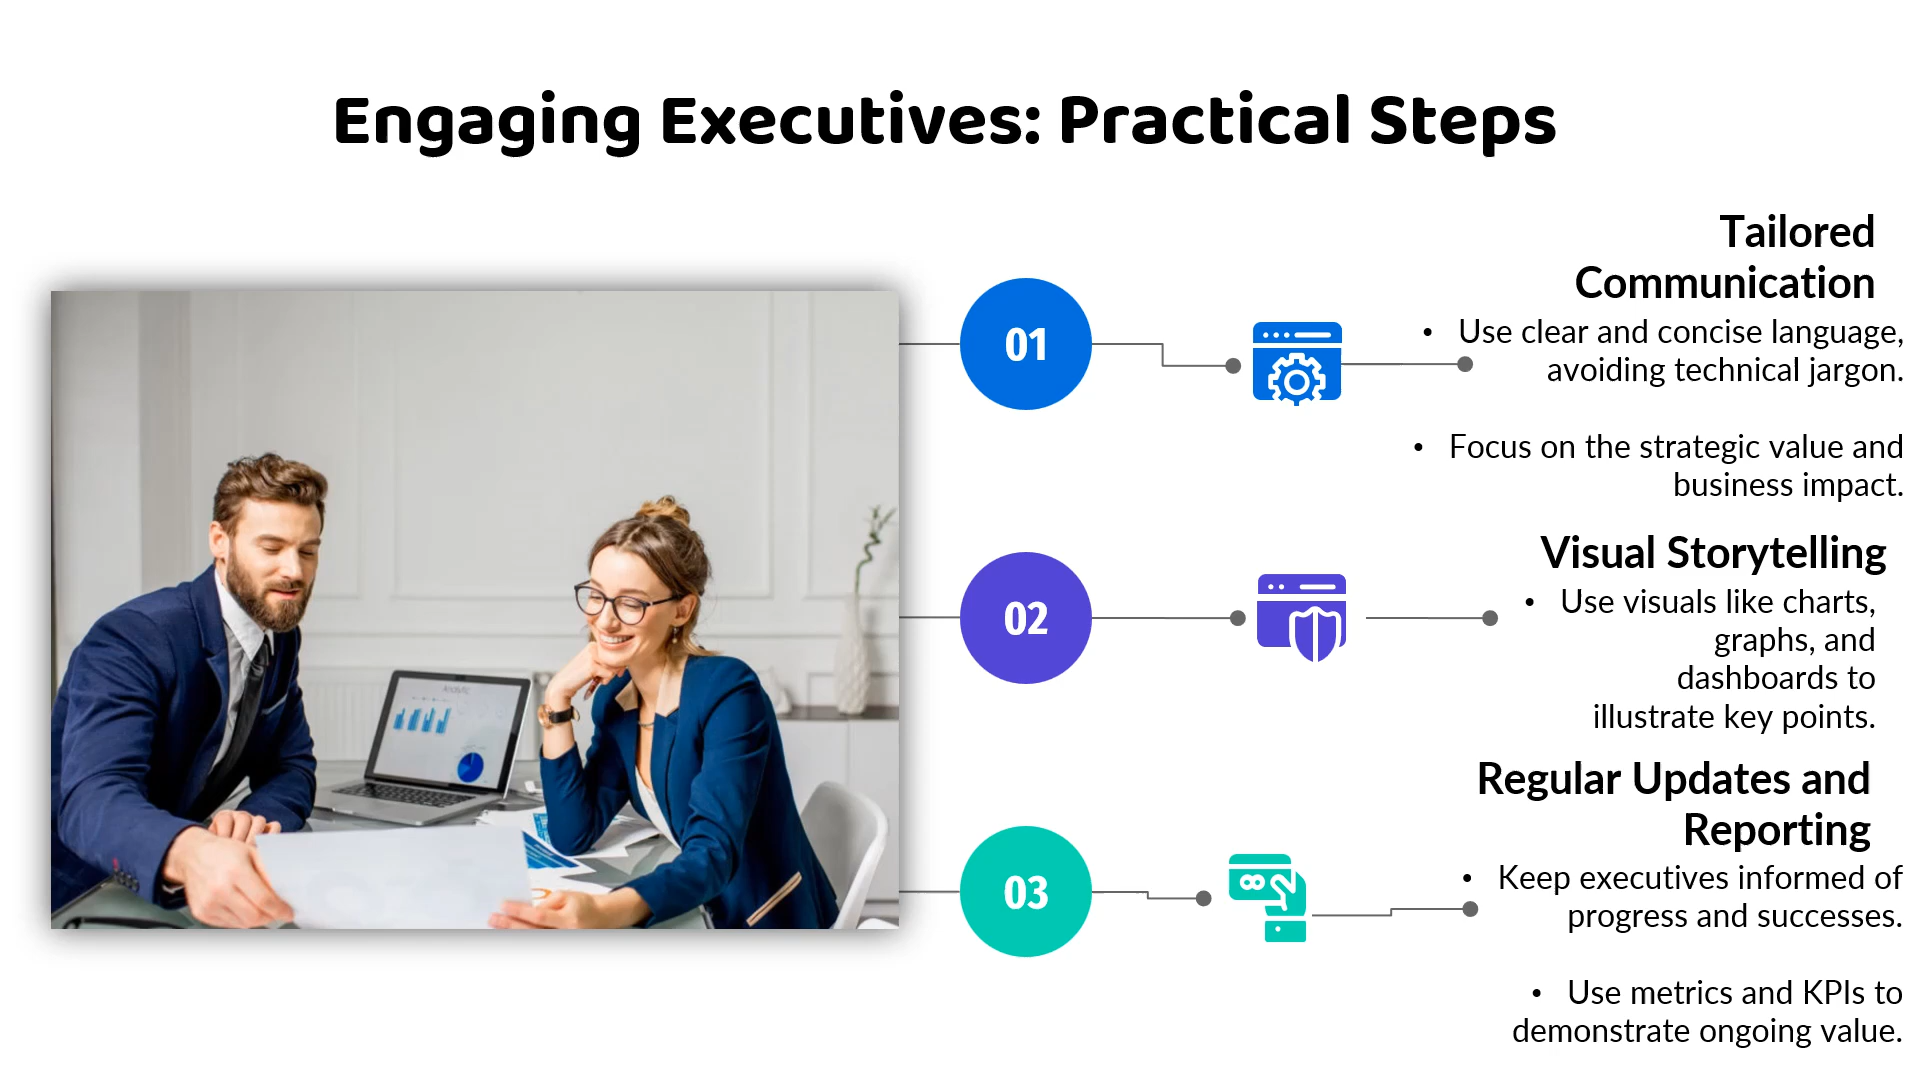 Engaging Executives: Practical Steps
01
Tailored
Communication
• Use clear and concise language,
avoiding technical jargon.
• Focus on the strategic value and
business impact.
02
Visual Storytelling
• Use visuals like charts,
graphs, and
dashboards to
illustrate key points.
03
Regular Updates and
Reporting
• Keep executives informed of
progress and successes.
• Use metrics and KPIs to
demonstrate ongoing value.